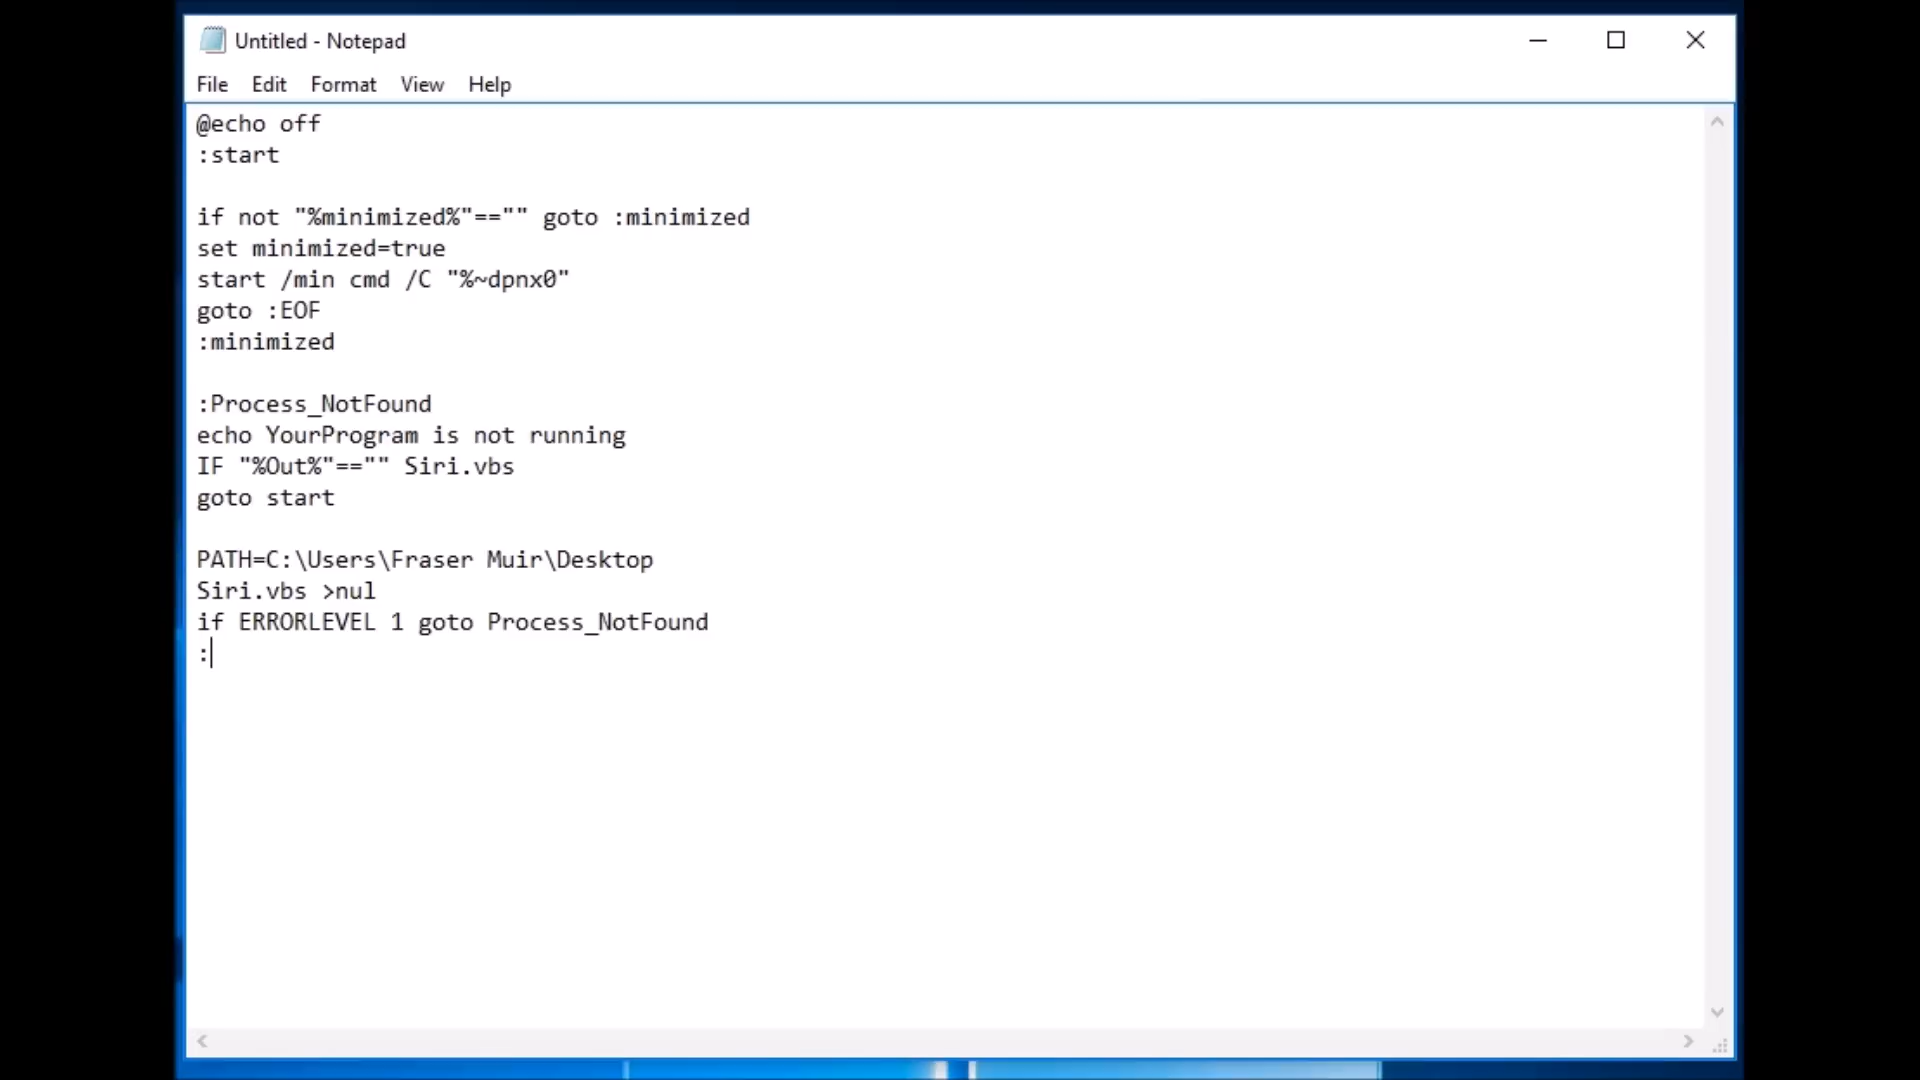 Untitled - Notepad
File Edit Format View Help
@echo off
:start
if not "%minimized%"=="" goto :minimized
set minimized=true
start /min cmd /C "%~dpnx0"
goto :EOF
:minimized
:Process_NotFound
echo YourProgram is not running
IF "%Out%"=="" Siri.vbs
goto start
PATH=C:\Users\Fraser Muir\Desktop
Siri.vbs >nul
if ERRORLEVEL 1 goto Process_NotFound
: